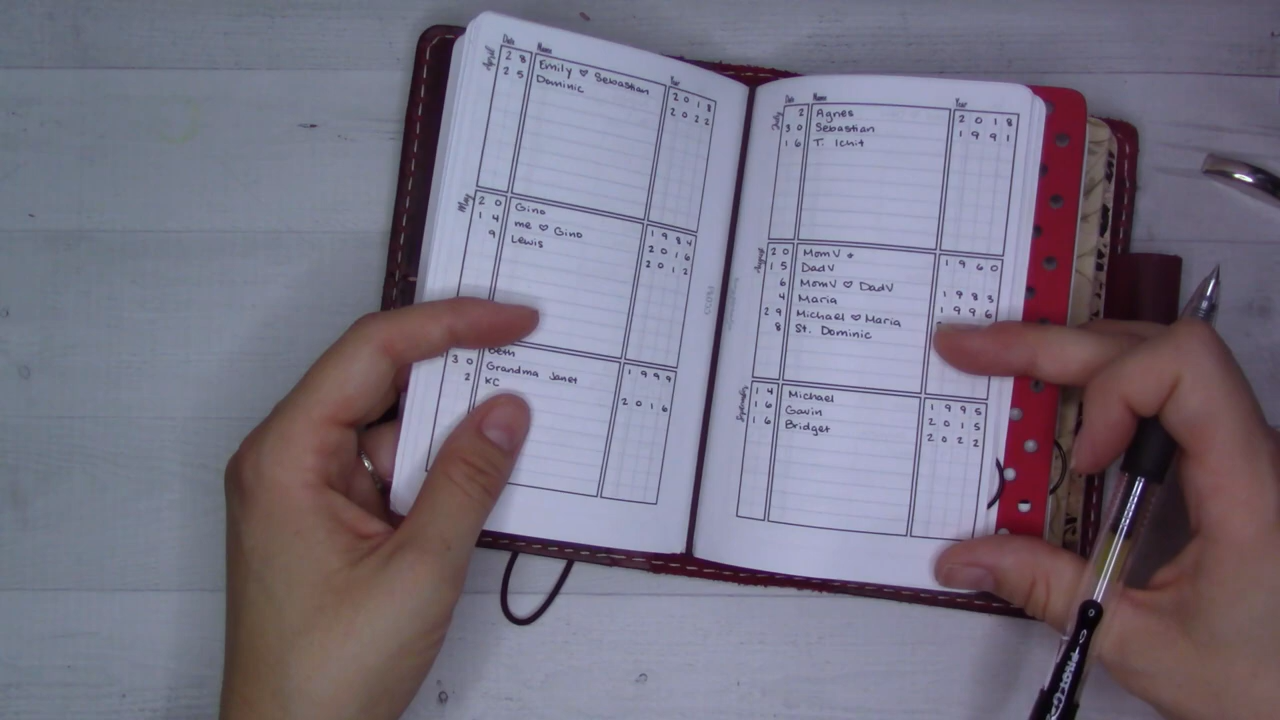 April
Date Name Year
2 8 Emily ♡ Sebastian 2 0 1 8
2 5 Dominic 2 0 2 2
May
2 0 Gino 1 9 8 4
1 4 me ♡ Gino 2 0 1 6
9 Lewis 2 0 1 2
Beth 1 9 9 9
3 0 Grandma Janet
2 KC 2 0 1 6
July
Date Name Year
2 Agnes 2 0 1 8
3 0 Sebastian 1 9 9 1
1 6 T. Ichit
August
2 0 MomV 1 9 6 0
1 5 DadV
6 MomV ♡ DadV 1 9 8 3
4 Maria 1 9 9 6
2 9 Michael ♡ Maria
8 St. Dominic
September
1 4 Michael 1 9 9 5
1 6 Gavin 2 0 1 5
1 6 Bridget 2 0 2 2
PILOT